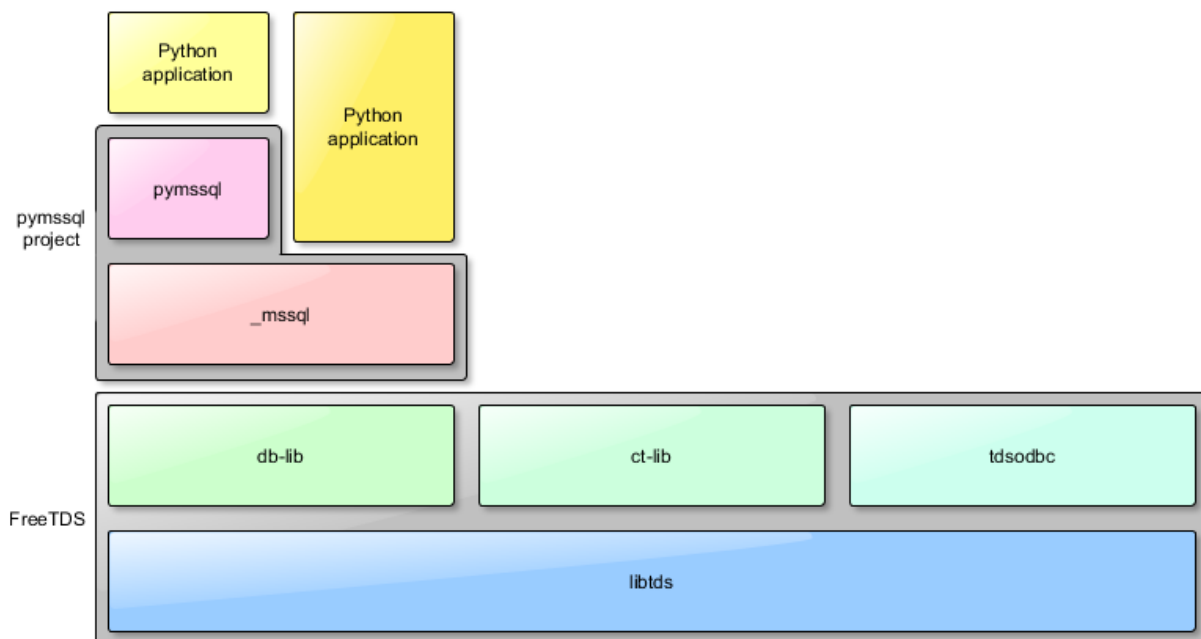 Python
application
Python
application
pymssql
pymssql
project
_mssql
db-lib
ct-lib
tdsodbc
FreeTDS
libtds